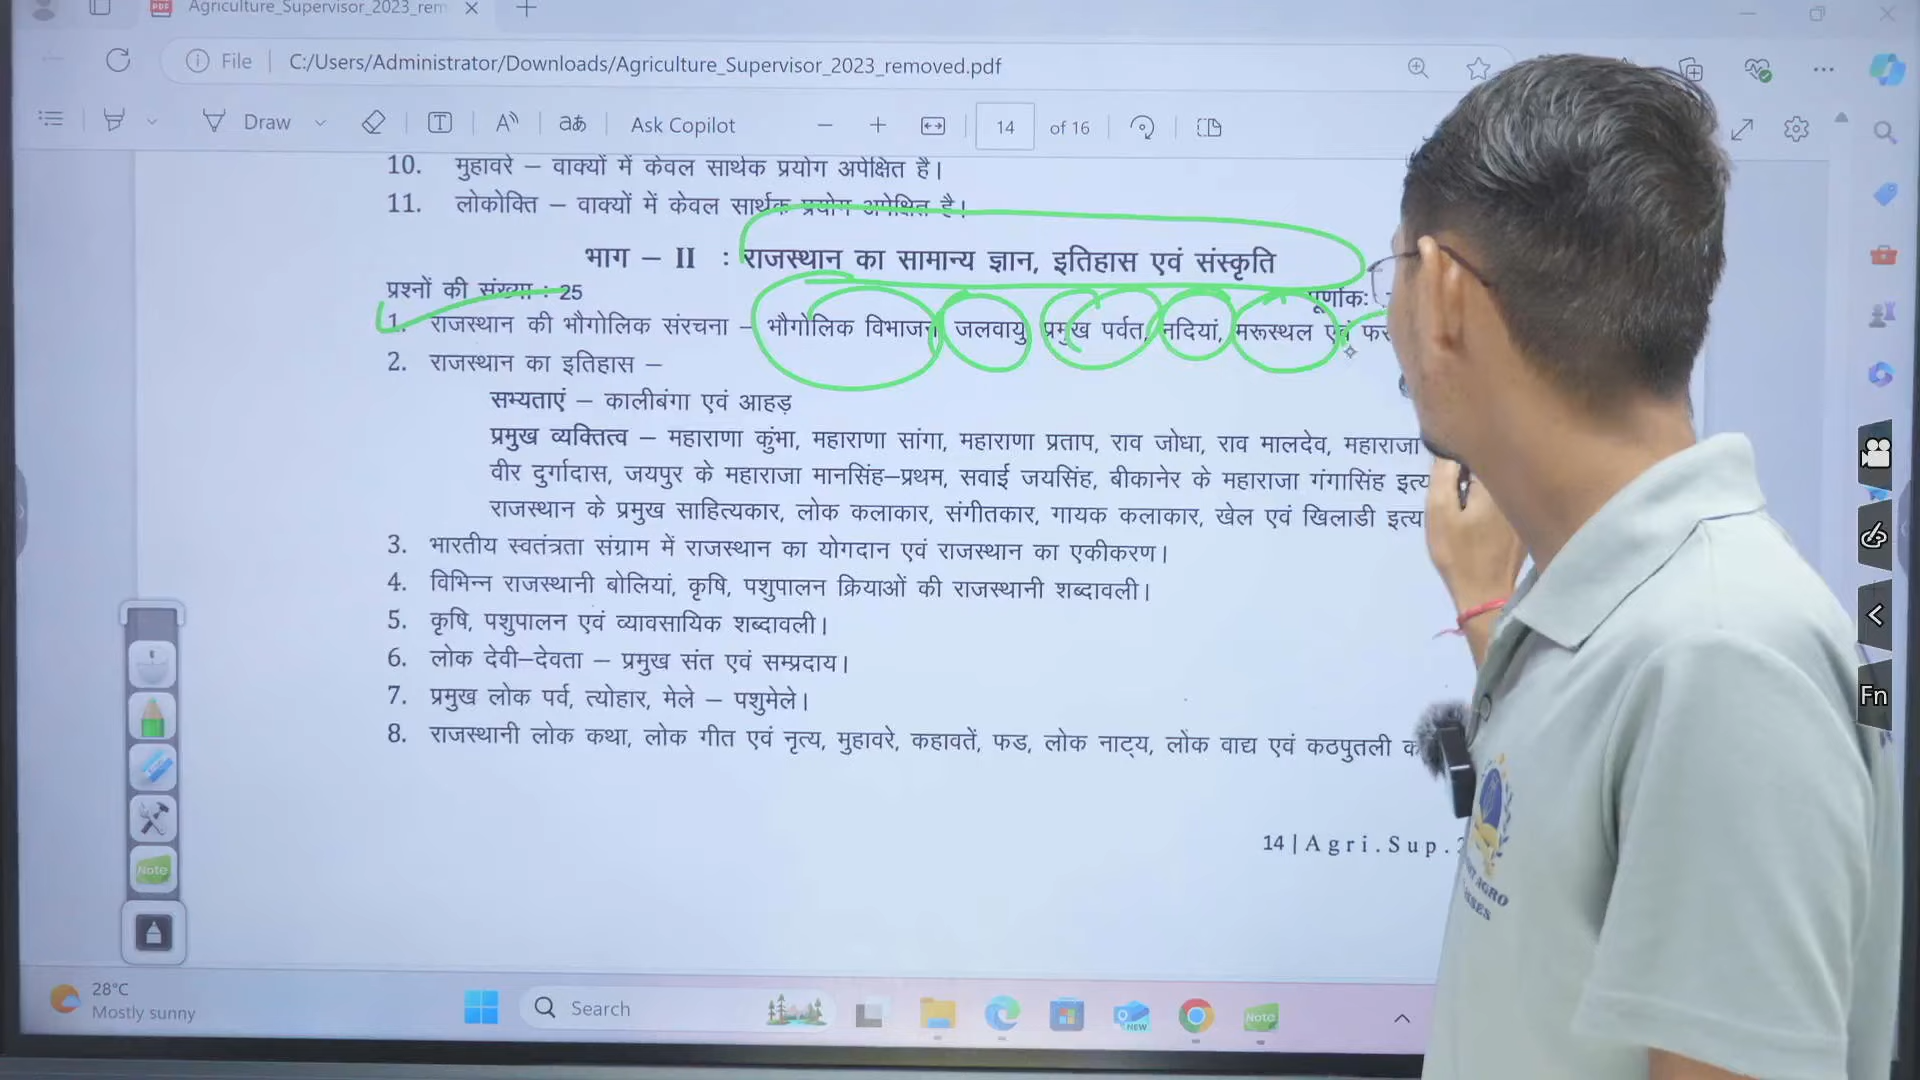 Agriculture_Supervisor_2023_rem
File C:/Users/Administrator/Downloads/Agriculture_Supervisor_2023_removed.pdf
Draw T A aあ Ask Copilot 14 of 16
10. मुहावरे – वाक्यों में केवल सार्थक प्रयोग अपेक्षित है।
11. लोकोक्ति – वाक्यों में केवल सार्थक प्रयोग अपेक्षित है।
भाग – II : राजस्थान का सामान्य ज्ञान, इतिहास एवं संस्कृति
प्रश्नों की संख्या : 25 पूर्णाक:
1. राजस्थान की भौगोलिक संरचना – भौगोलिक विभाजन जलवायु प्रमुख पर्वत, नदियां, मरूस्थल एवं
2. राजस्थान का इतिहास –
सभ्यताएं – कालीबंगा एवं आहड़
प्रमुख व्यक्तित्व – महाराणा कुंभा, महाराणा सांगा, महाराणा प्रताप, राव जोधा, राव मालदेव, महाराजा
वीर दुर्गादास, जयपुर के महाराजा मानसिंह–प्रथम, सवाई जयसिंह, बीकानेर के महाराजा गंगासिंह
राजस्थान के प्रमुख साहित्यकार, लोक कलाकार, संगीतकार, गायक कलाकार, खेल एवं खिलाडी
3. भारतीय स्वतंत्रता संग्राम में राजस्थान का योगदान एवं राजस्थान का एकीकरण।
4. विभिन्न राजस्थानी बोलियां, कृषि, पशुपालन क्रियाओं की राजस्थानी शब्दावली।
5. कृषि, पशुपालन एवं व्यावसायिक शब्दावली।
6. लोक देवी–देवता – प्रमुख संत एवं सम्प्रदाय।
7. प्रमुख लोक पर्व, त्योहार, मेले – पशुमेले।
8. राजस्थानी लोक कथा, लोक गीत एवं नृत्य, मुहावरे, कहावतें, फड, लोक नाट्य, लोक वाद्य एवं कठपुतली
14|Agri.Sup.
Fn
Note
28°C
Mostly sunny
Search
NEW
Note
AGRO